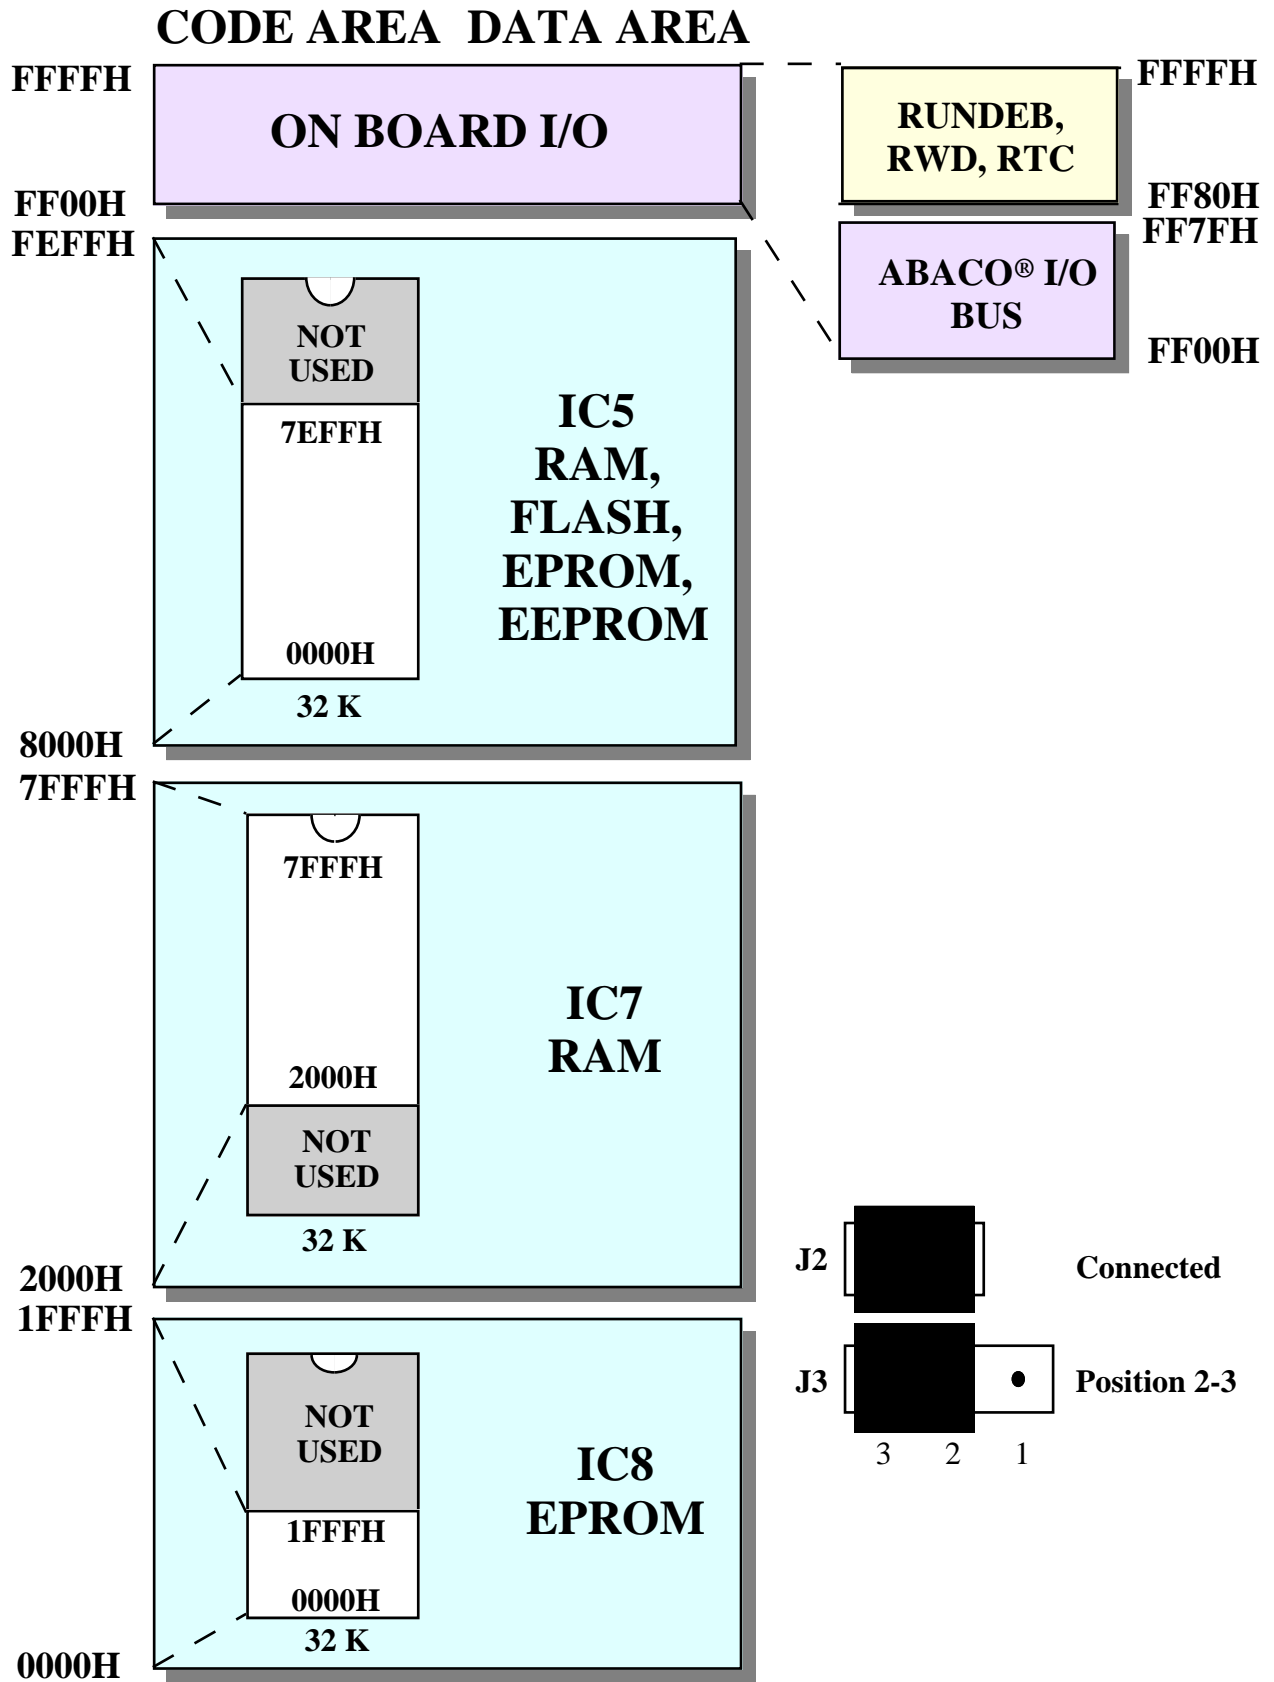 CODE AREA DATA AREA
FFFFH
ON BOARD I/O
FF00H
FFFFH
RUNDEB,
RWD, RTC
FF80H
FF7FH
ABACO® I/O
BUS
FF00H
FEFFH
NOT
USED
7EFFH
0000H
32 K
IC5
RAM,
FLASH,
EPROM,
EEPROM
8000H
7FFFH
7FFFH
2000H
NOT
USED
32 K
IC7
RAM
2000H
J2
Connected
J3
Position 2-3
3 2 1
1FFFH
NOT
USED
1FFFH
0000H
32 K
IC8
EPROM
0000H